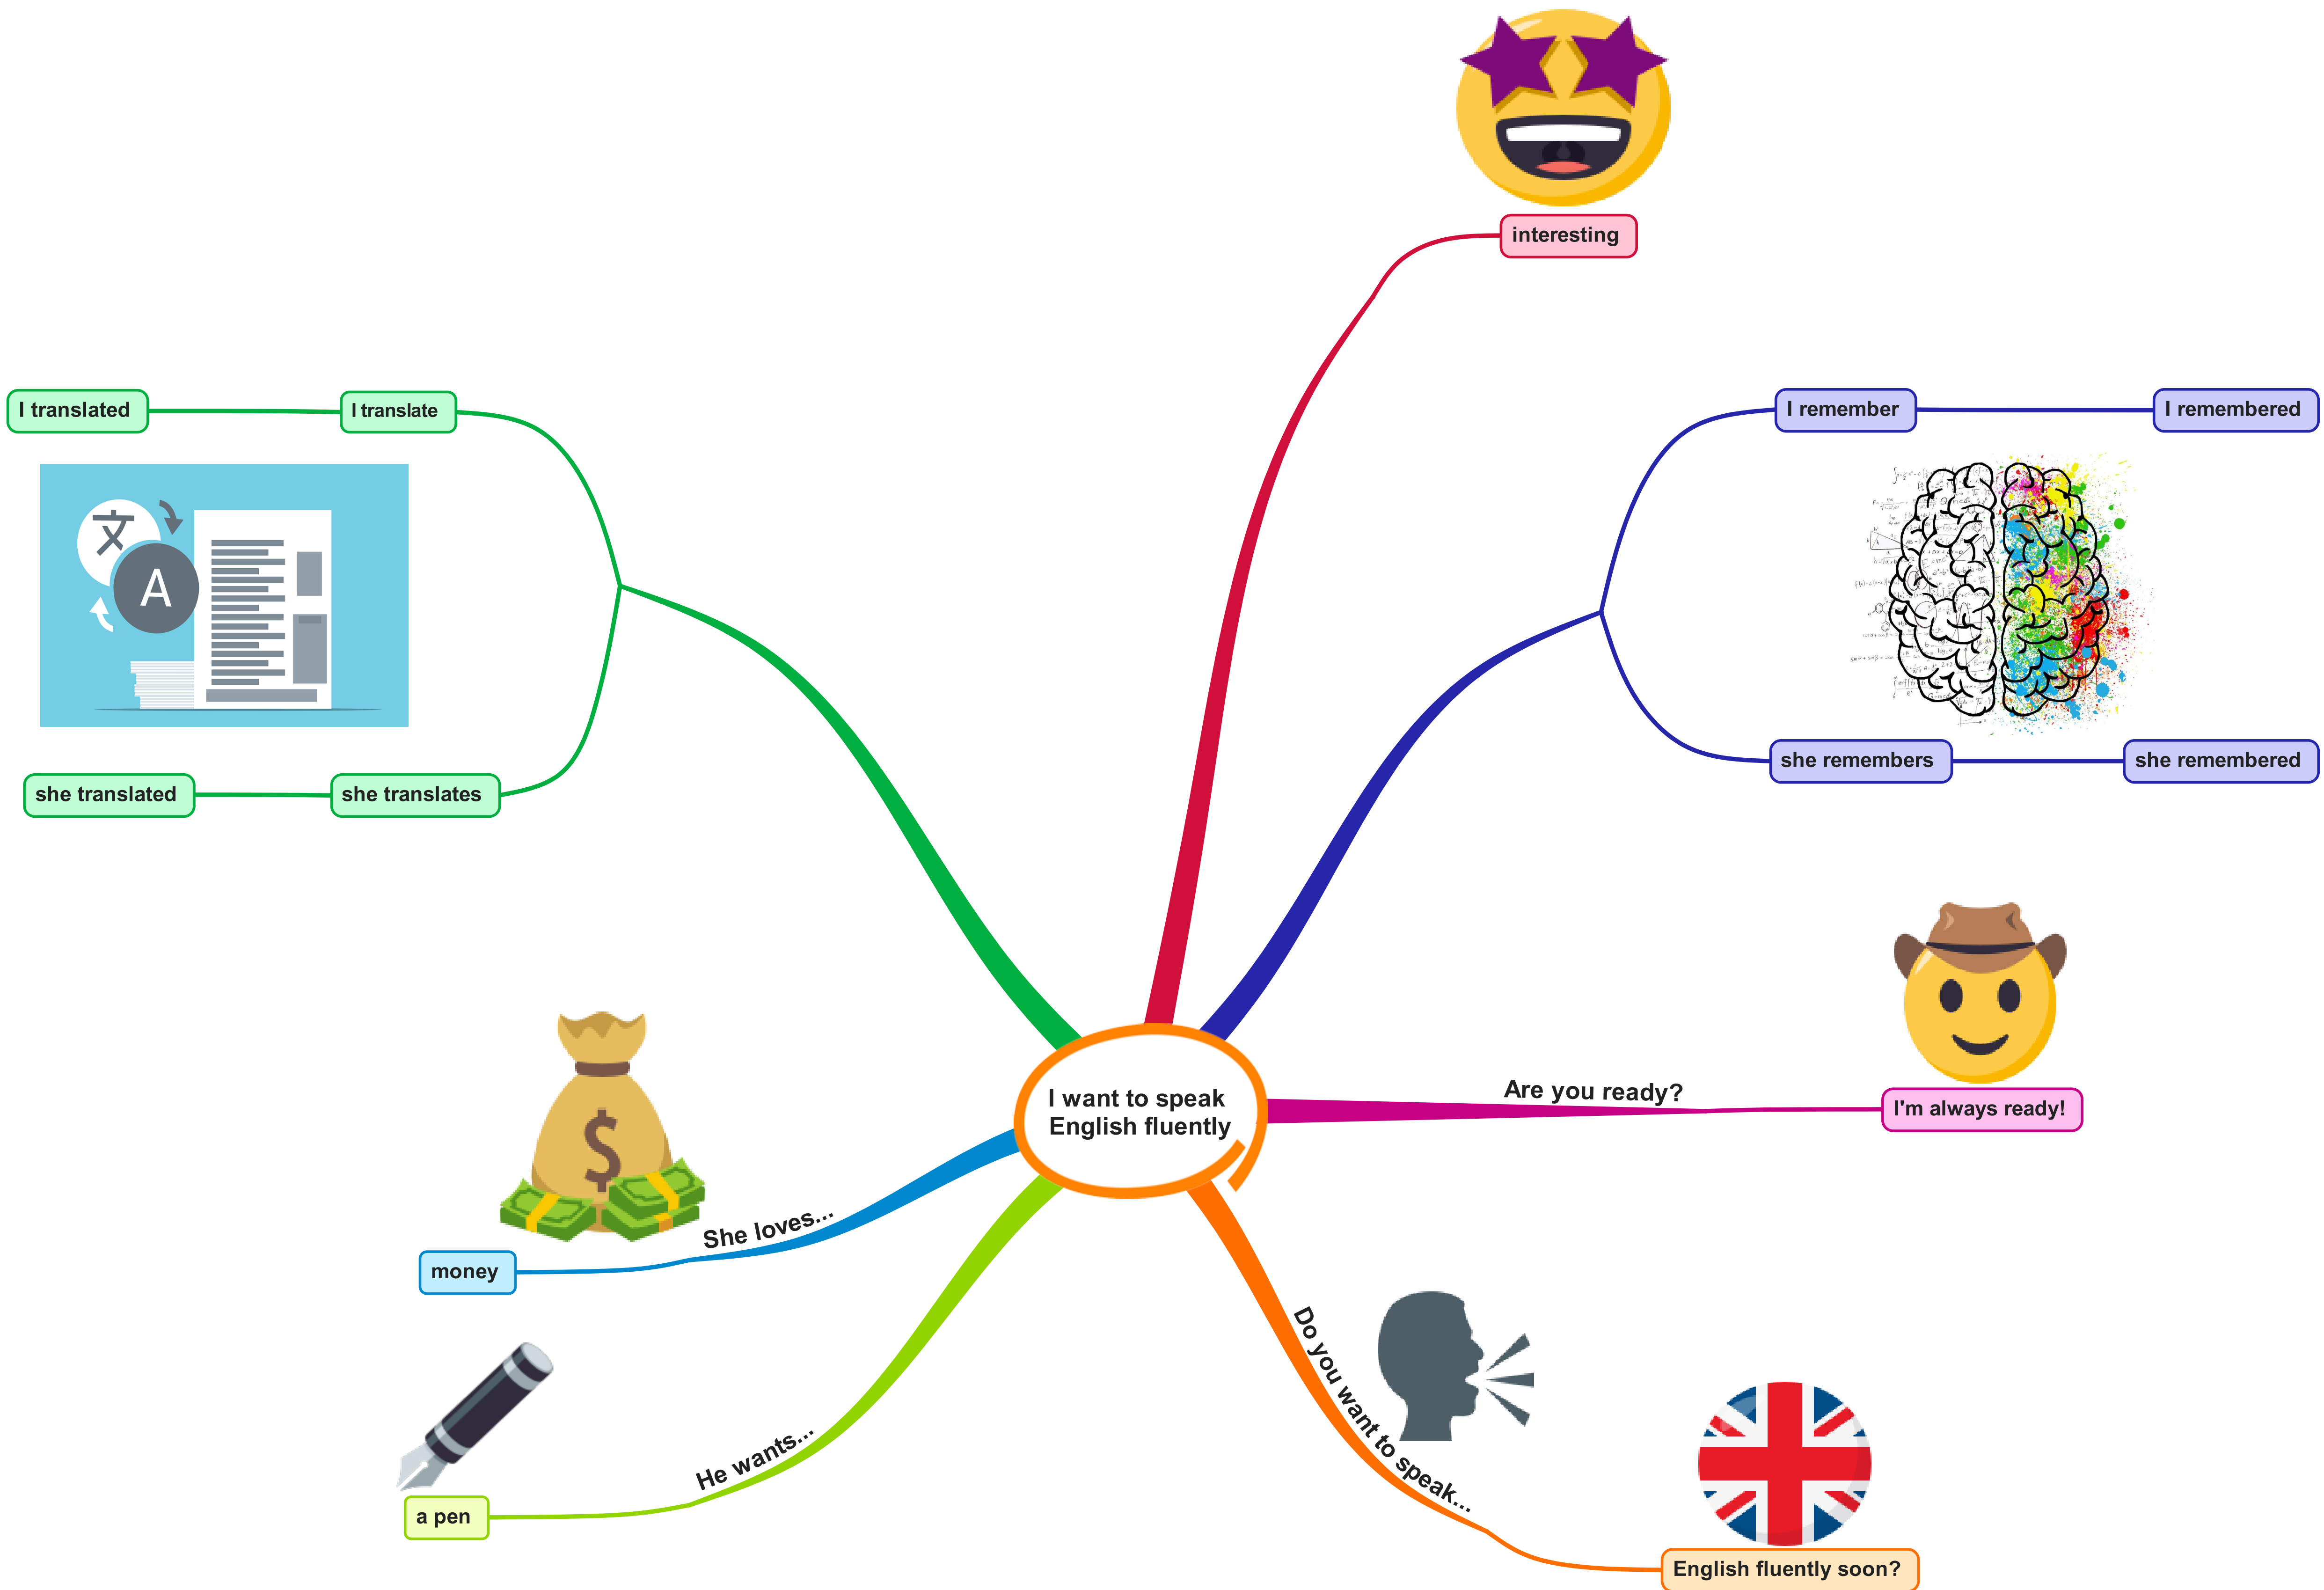 interesting
I translated
I translate
I remember
I remembered
文
A
she translated
she translates
she remembers
she remembered
Are you ready?
I'm always ready!
I want to speak
English fluently
$
She loves...
money
He wants...
a pen
Do you want to speak...
English fluently soon?